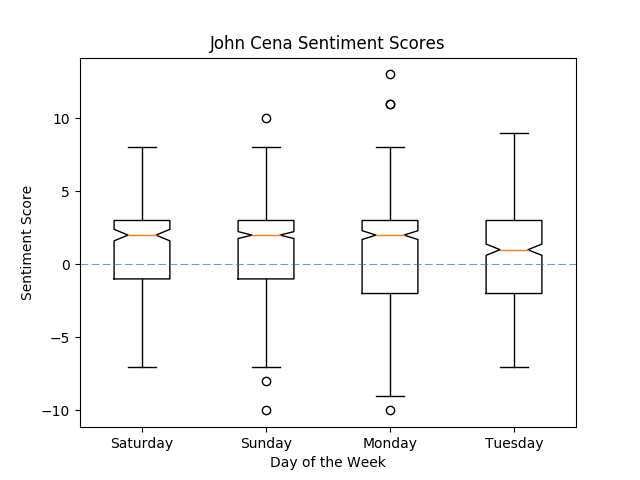 John Cena Sentiment Scores
Sentiment Score
10
5
0
−5
−10
Saturday Sunday Monday Tuesday
Day of the Week